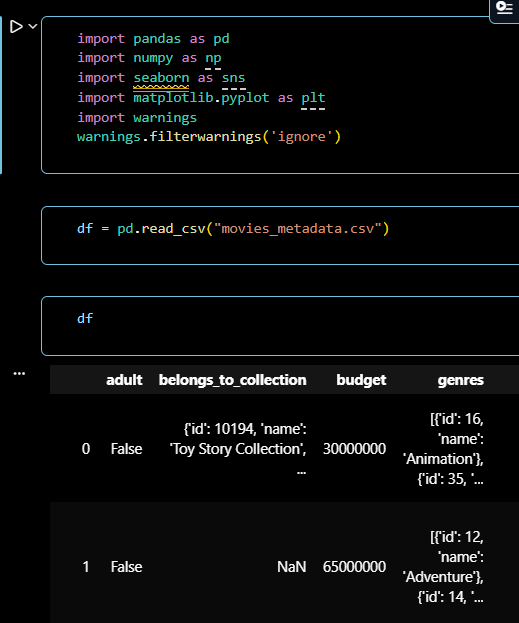 import pandas as pd
import numpy as np
import seaborn as sns
import matplotlib.pyplot as plt
import warnings
warnings.filterwarnings('ignore')
df = pd.read_csv("movies_metadata.csv")
df
adult belongs_to_collection budget genres
0 False {'id': 10194, 'name': 'Toy Story Collection', ... 30000000 [{'id': 16, 'name': 'Animation'}, {'id': 35, '...
1 False NaN 65000000 [{'id': 12, 'name': 'Adventure'}, {'id': 14, '...